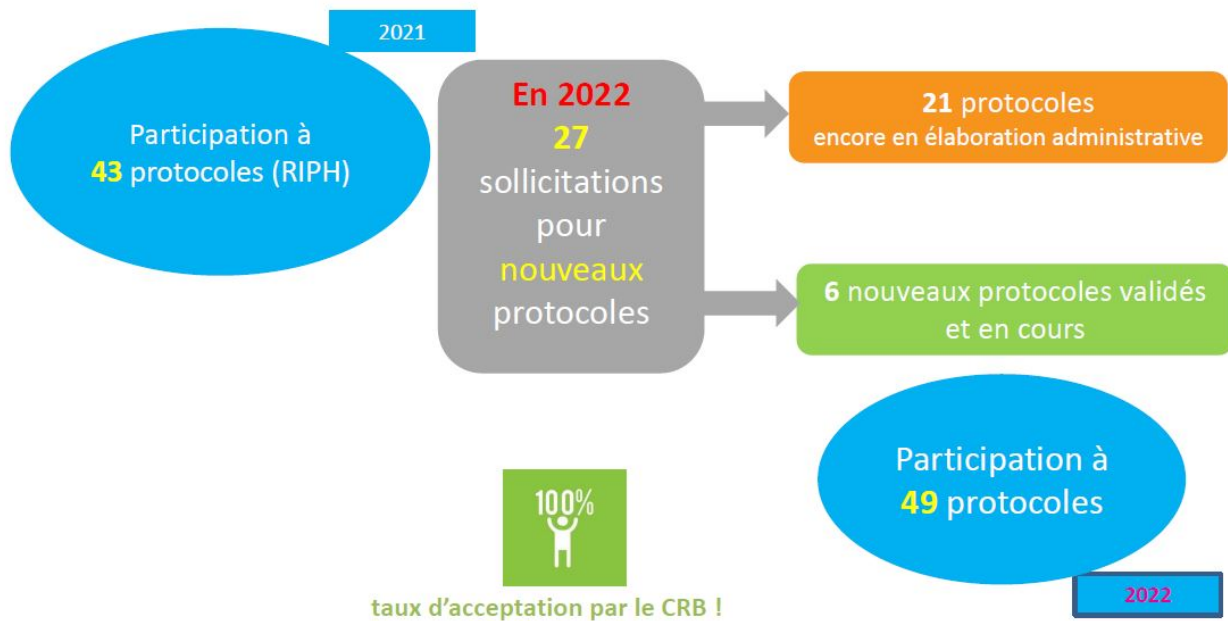 2021
Participation à
43 protocoles (RIPH)
En 2022
27
sollicitations
pour
nouveaux
protocoles
21 protocoles
encore en élaboration administrative
6 nouveaux protocoles validés
et en cours
Participation à
49 protocoles
2022
100%
taux d'acceptation par le CRB !